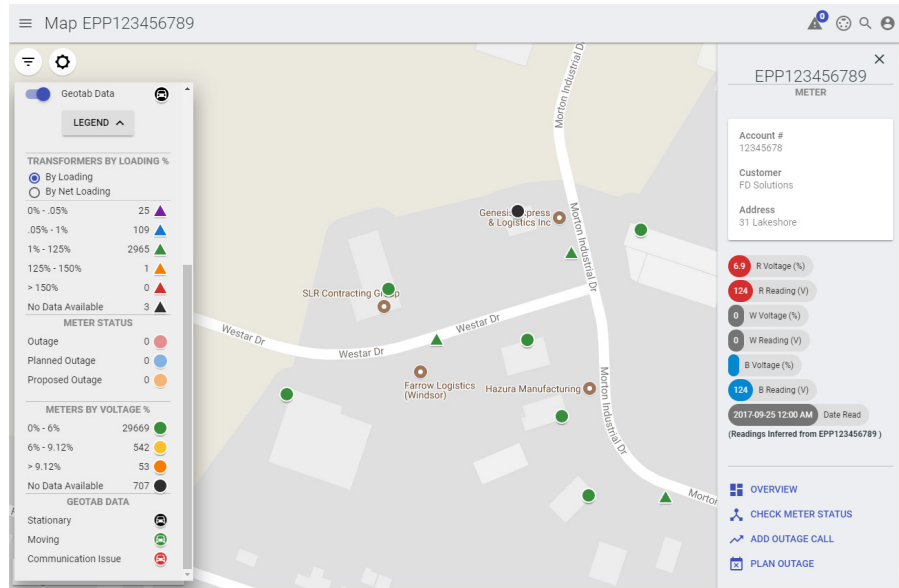 Map EPP123456789
0
Geotab Data
LEGEND
TRANSFORMERS BY LOADING %
By Loading
By Net Loading
0% - .05% 25
.05% - 1% 109
1% - 125% 2965
125% - 150% 1
> 150% 0
No Data Available 3
METER STATUS
Outage 0
Planned Outage 0
Proposed Outage 0
METERS BY VOLTAGE %
0% - 6% 29669
6% - 9.12% 542
> 9.12% 53
No Data Available 707
GEOTAB DATA
Stationary
Moving
Communication Issue
Morton Industrial Dr
Morton Industrial Dr
Genesis Express
& Logistics Inc
Morton Industrial Dr
SLR Contracting Group
Westar Dr
Westar Dr
Westar Dr
Farrow Logistics
(Windsor)
Hazura Manufacturing
Morton Industrial Dr
Morton
EPP123456789
METER
Account #
12345678
Customer
FD Solutions
Address
31 Lakeshore
6.9 R Voltage (%)
124 R Reading (V)
0 W Voltage (%)
0 W Reading (V)
B Voltage (%)
124 B Reading (V)
2017-09-25 12:00 AM Date Read
(Readings Inferred from EPP123456789 )
OVERVIEW
CHECK METER STATUS
ADD OUTAGE CALL
PLAN OUTAGE